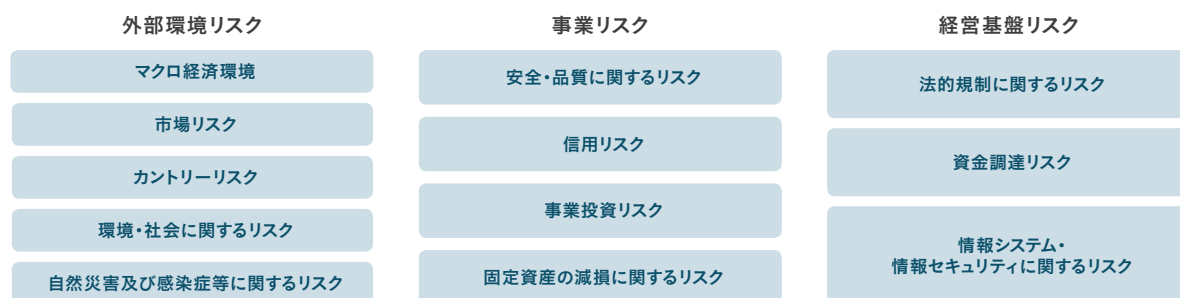 外部環境リスク
マクロ経済環境
市場リスク
カントリーリスク
環境・社会に関するリスク
自然災害及び感染症等に関するリスク
事業リスク
安全・品質に関するリスク
信用リスク
事業投資リスク
固定資産の減損に関するリスク
経営基盤リスク
法的規制に関するリスク
資金調達リスク
情報システム・
情報セキュリティに関するリスク